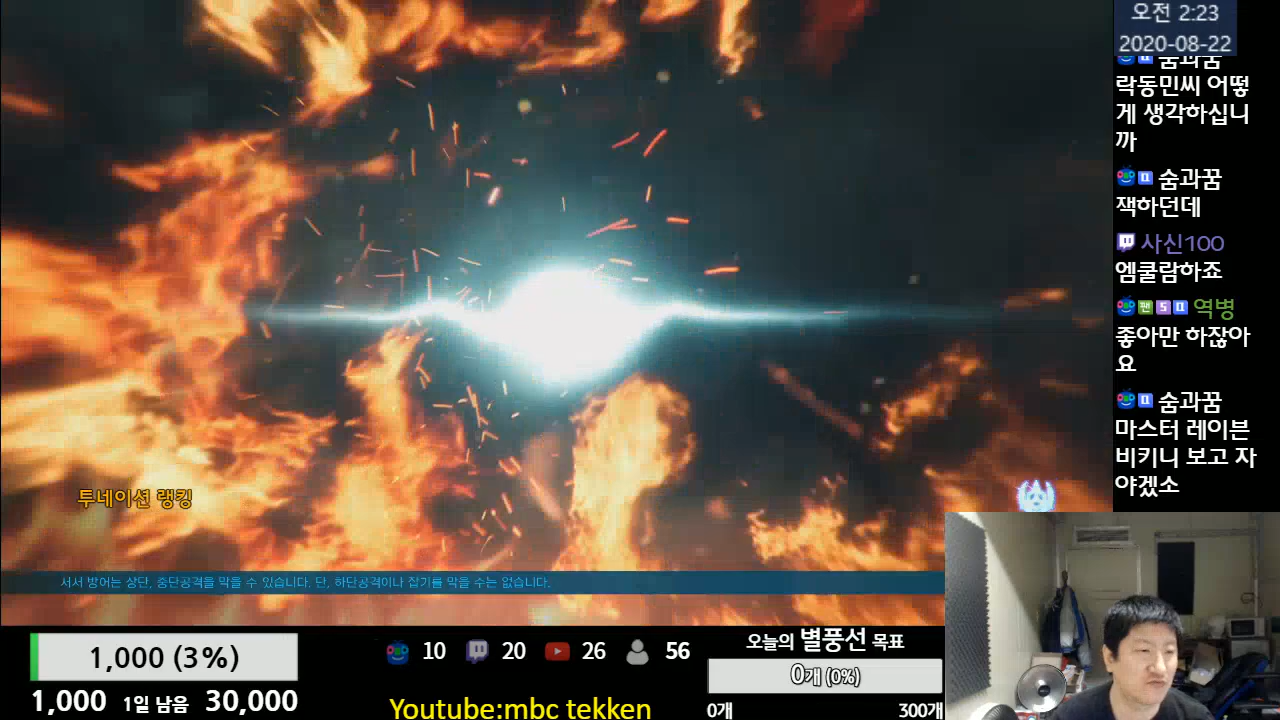 오전 2:23
2020-08-22
숨과꿈
락동민씨 어떻
게 생각하십니
까
숨과꿈
잭하던데
사신100
엠쿨람하죠
팬 역병
좋아만 하잖아
요
숨과꿈
마스터 레이븐
비키니 보고 자
야겠소
투네이션 랭킹
서서 방어는 상단, 중단공격을 막을 수 있습니다. 단, 하단공격이나 잡기를 막을 수는 없습니다.
1,000 (3%)
1,000 1일 남음 30,000
10 20 26 56
Youtube:mbc tekken
오늘의 별풍선 목표
0개 (0%)
0개 300개